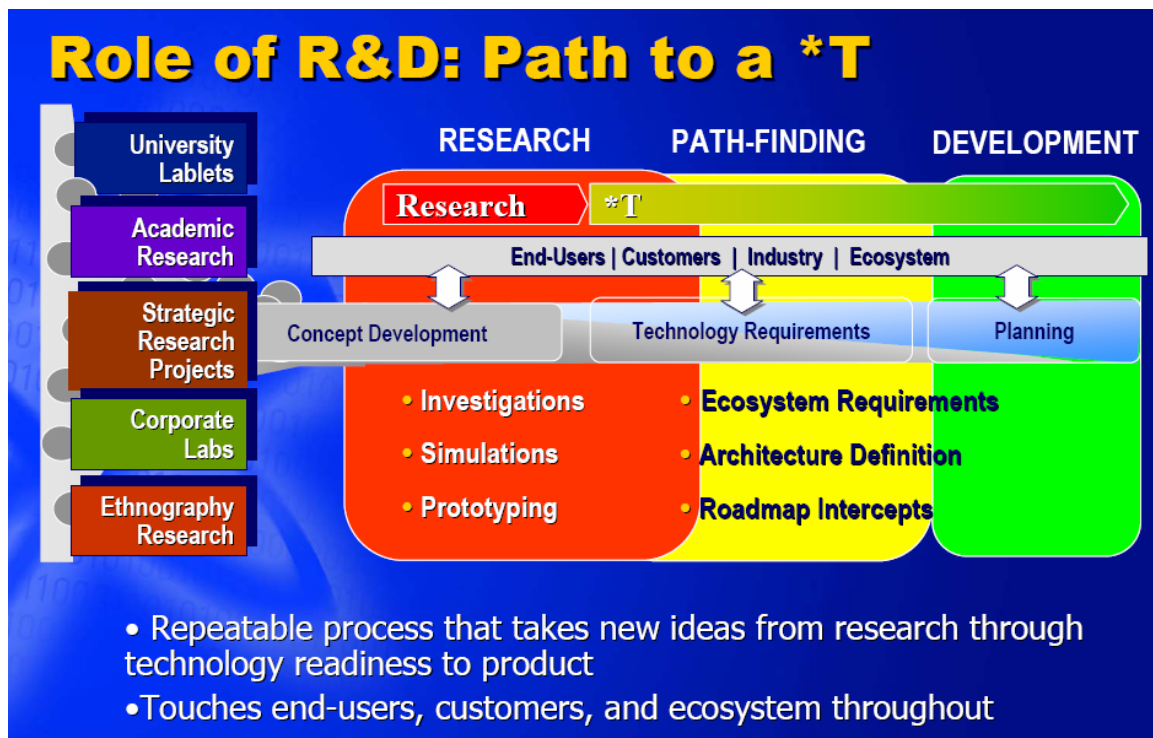 Role of R&D: Path to a *T
University
Lablets
Academic
Research
Strategic
Research
Projects
Corporate
Labs
Ethnography
Research
RESEARCH
PATH-FINDING
DEVELOPMENT
Research
*T
End-Users | Customers | Industry | Ecosystem
Concept Development
Technology Requirements
Planning
• Investigations
• Simulations
• Prototyping
• Ecosystem Requirements
• Architecture Definition
• Roadmap Intercepts
• Repeatable process that takes new ideas from research through
technology readiness to product
•Touches end-users, customers, and ecosystem throughout